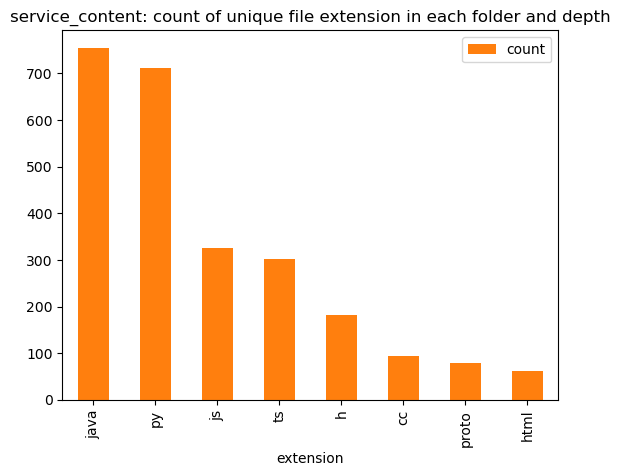 service_content: count of unique file extension in each folder and depth
count
700
600
500
400
300
200
100
0
java
py
js
ts
h
cc
proto
html
extension